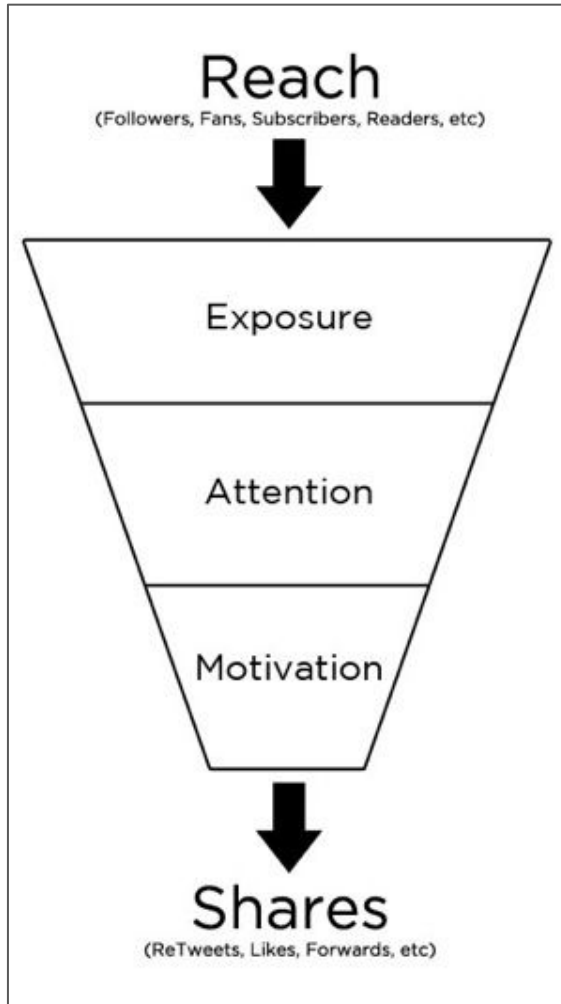 Reach
(Followers, Fans, Subscribers, Readers, etc)
Exposure
Attention
Motivation
Shares
(ReTweets, Likes, Forwards, etc)